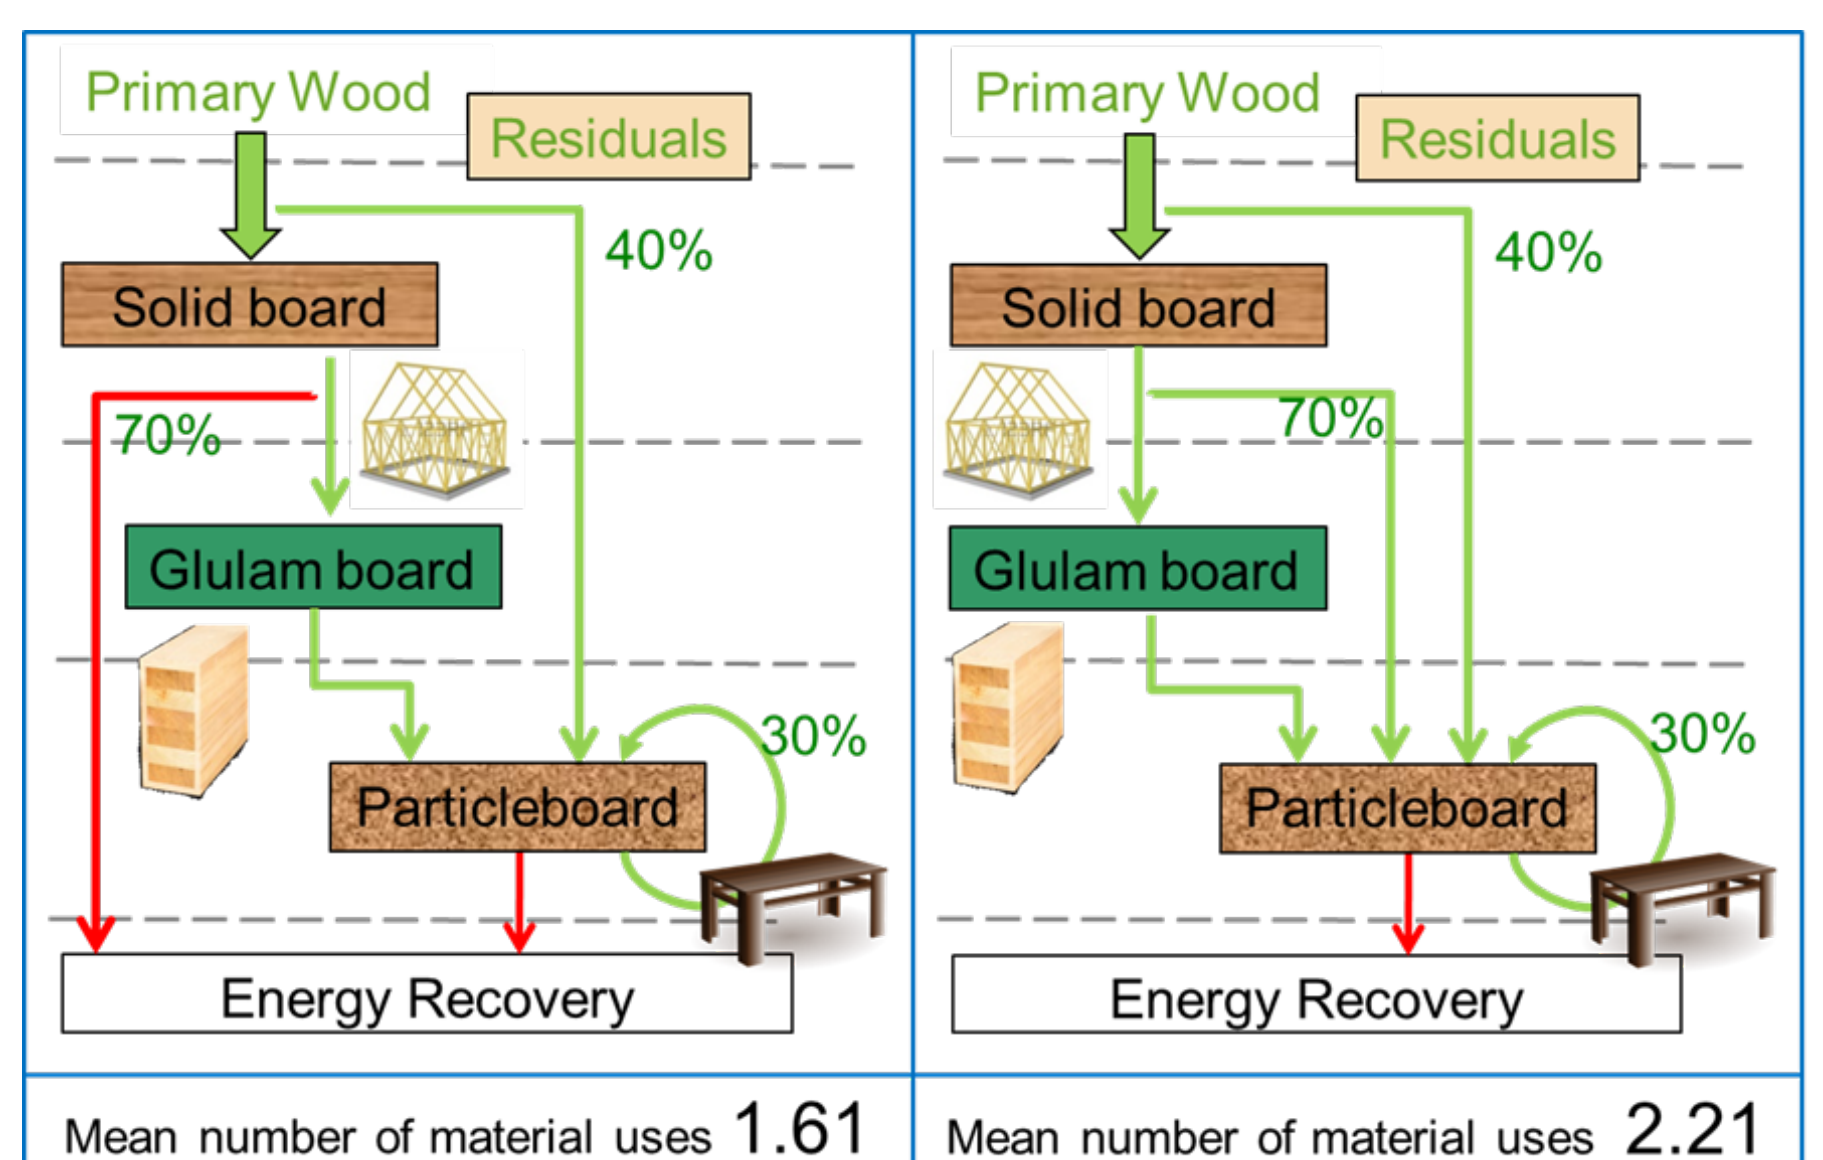 Primary Wood
Residuals
40%
Solid board
70%
Glulam board
30%
Particleboard
Energy Recovery
Mean number of material uses 1.61
Primary Wood
Residuals
40%
Solid board
70%
Glulam board
30%
Particleboard
Energy Recovery
Mean number of material uses 2.21